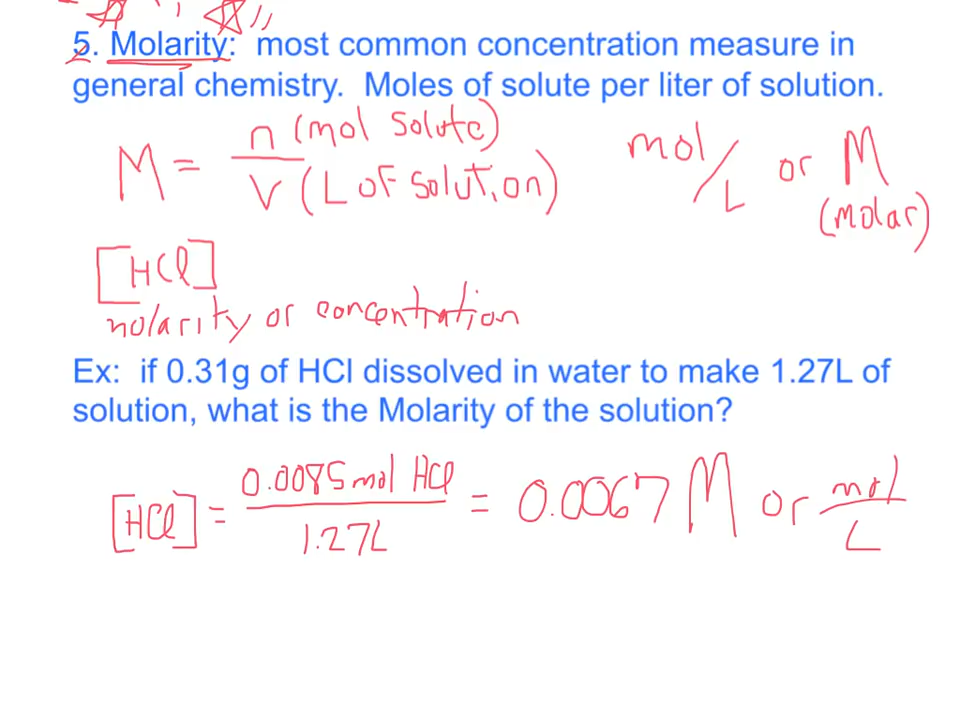 5. Molarity: most common concentration measure in
general chemistry. Moles of solute per liter of solution.
M = n (mol solute) / V (L of solution) mol/L or M
(molar)
[HCl]
molarity or concentration
Ex: if 0.31g of HCl dissolved in water to make 1.27L of
solution, what is the Molarity of the solution?
[HCl] = 0.0085 mol HCl / 1.27L = 0.0067 M or mol/L